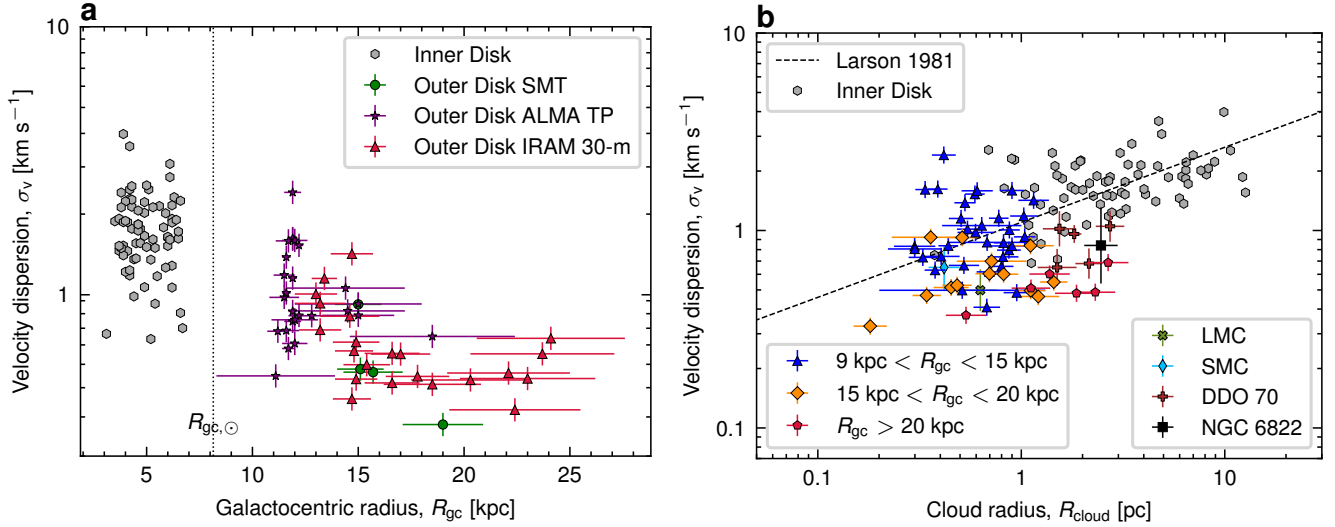 a
10
1
Velocity dispersion, σv [km s−1]
Inner Disk
Outer Disk SMT
Outer Disk ALMA TP
Outer Disk IRAM 30-m
Rgc,⊙
5
10
15
20
25
Galactocentric radius, Rgc [kpc]
b
10
1
0.1
Velocity dispersion, σv [km s−1]
Larson 1981
Inner Disk
9 kpc < Rgc < 15 kpc
15 kpc < Rgc < 20 kpc
Rgc > 20 kpc
LMC
SMC
DDO 70
NGC 6822
0.1
1
10
Cloud radius, Rcloud [pc]